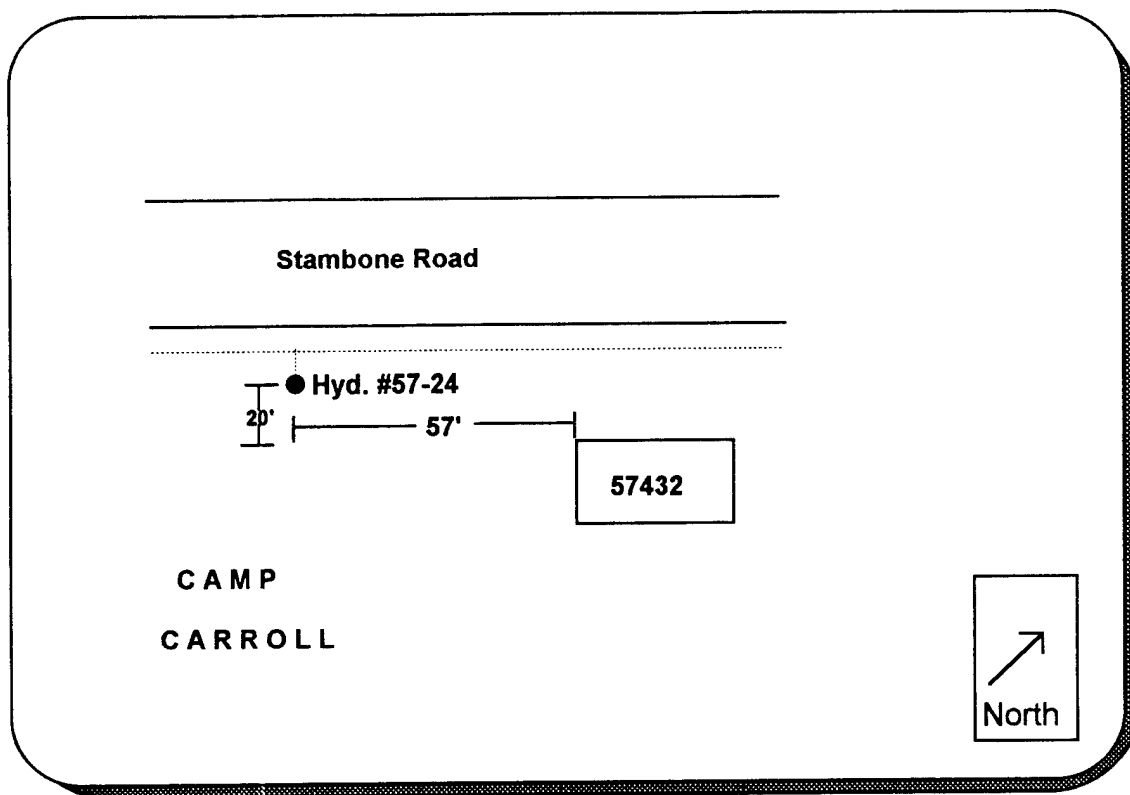 Stambone Road
Hyd. #57-24
20'
57'
57432
CAMP
CARROLL
North